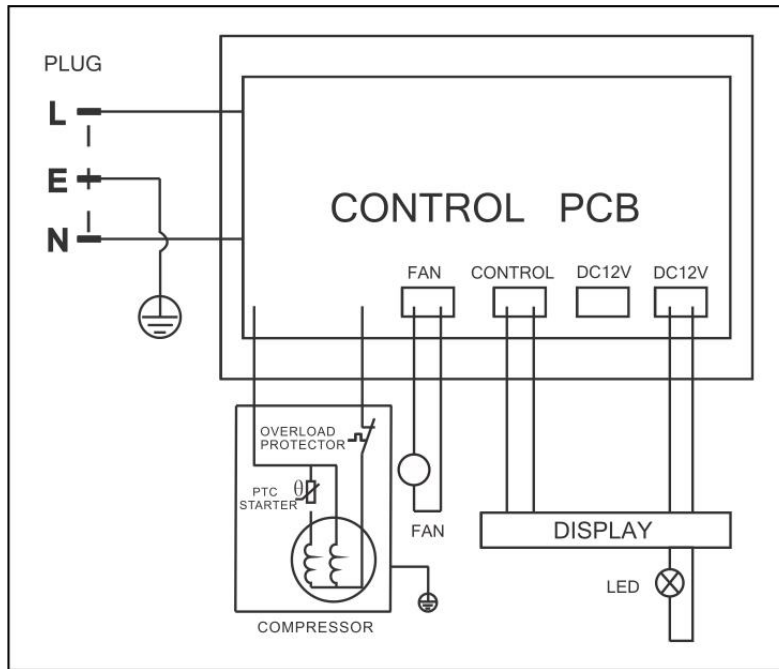 PLUG
L
E
N
CONTROL PCB
FAN
CONTROL
DC12V
DC12V
OVERLOAD
PROTECTOR
θ
PTC
STARTER
FAN
DISPLAY
LED
COMPRESSOR